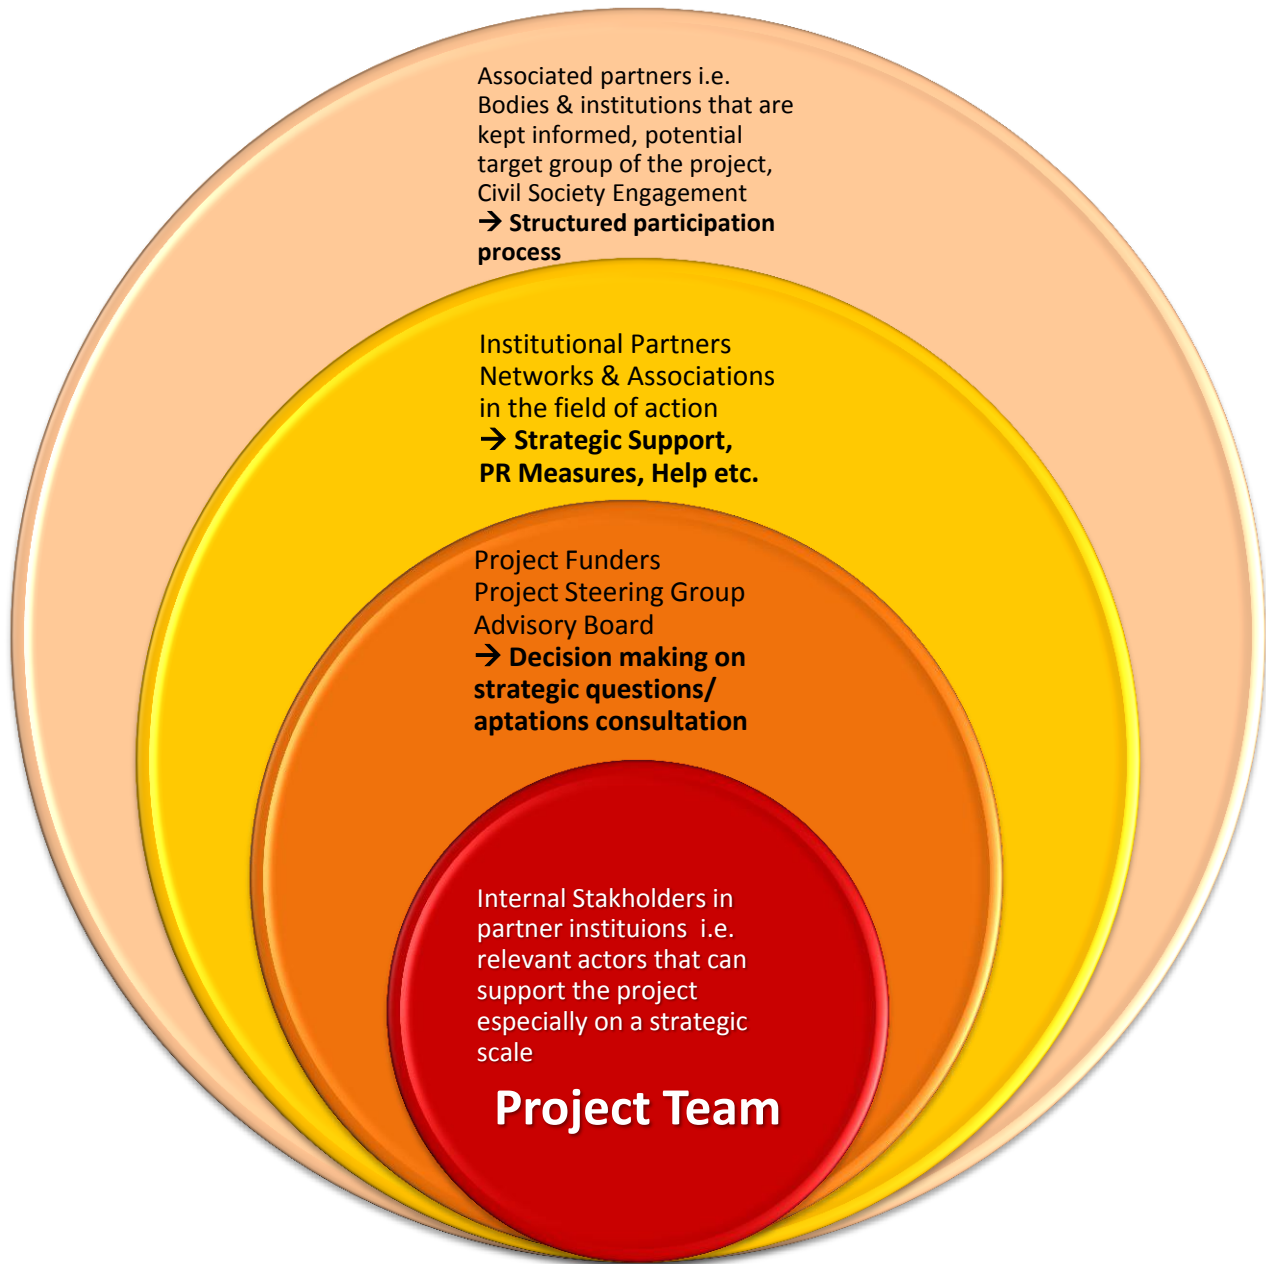 Associated partners i.e.
Bodies & institutions that are
kept informed, potential
target group of the project,
Civil Society Engagement
→ Structured participation
process
Institutional Partners
Networks & Associations
in the field of action
→ Strategic Support,
PR Measures, Help etc.
Project Funders
Project Steering Group
Advisory Board
→ Decision making on
strategic questions/
aptations consultation
Internal Stakholders in
partner instituions  i.e.
relevant actors that can
support the project
especially on a strategic
scale
Project Team